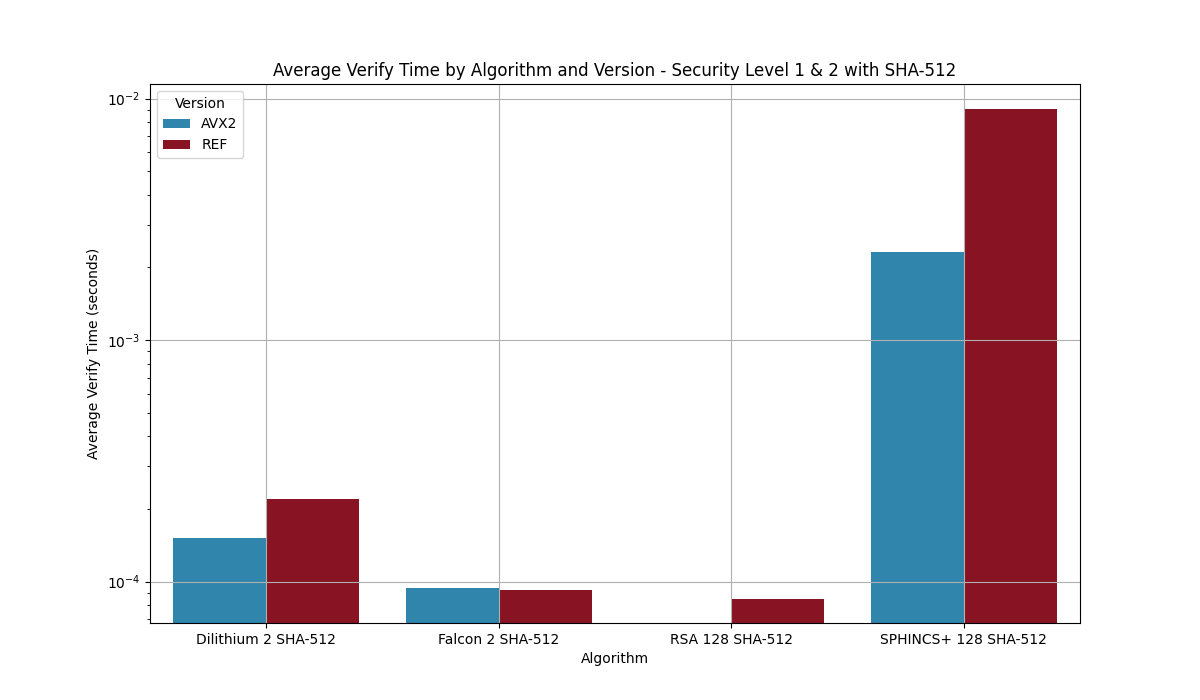 Average Verify Time by Algorithm and Version - Security Level 1 & 2 with SHA-512
Version
AVX2
REF
Average Verify Time (seconds)
10⁻²
10⁻³
10⁻⁴
Dilithium 2 SHA-512
Falcon 2 SHA-512
RSA 128 SHA-512
SPHINCS+ 128 SHA-512
Algorithm